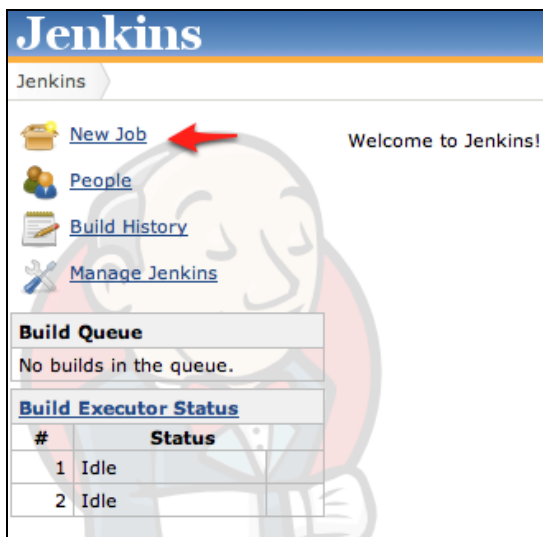 Jenkins
Jenkins
New Job
Welcome to Jenkins!
People
Build History
Manage Jenkins
Build Queue
No builds in the queue.
Build Executor Status
# Status
1 Idle
2 Idle